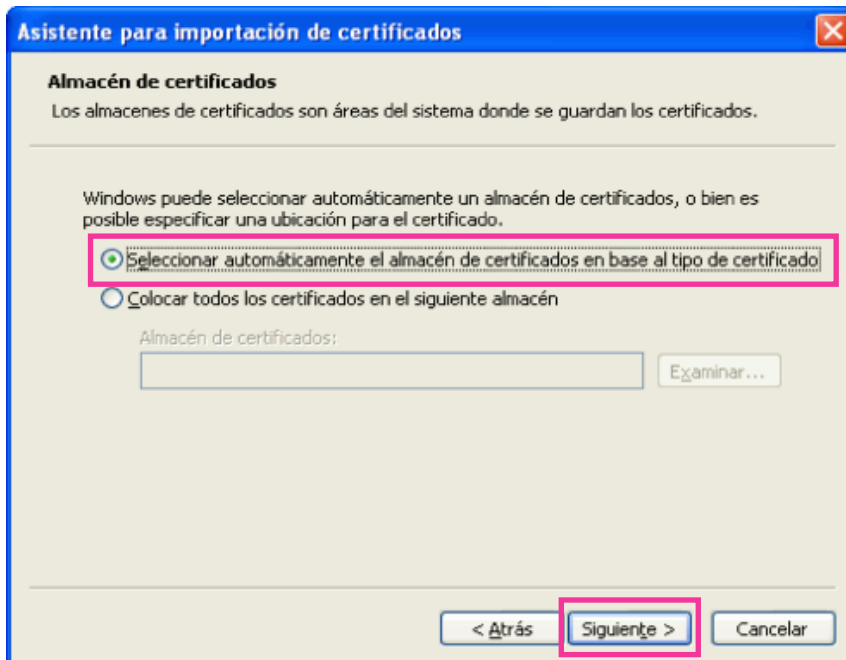 Asistente para importación de certificados
Almacén de certificados
Los almacenes de certificados son áreas del sistema donde se guardan los certificados.
Windows puede seleccionar automáticamente un almacén de certificados, o bien es
posible especificar una ubicación para el certificado.
Seleccionar automáticamente el almacén de certificados en base al tipo de certificado
Colocar todos los certificados en el siguiente almacén
Almacén de certificados:
Examinar...
< Atrás Siguiente > Cancelar